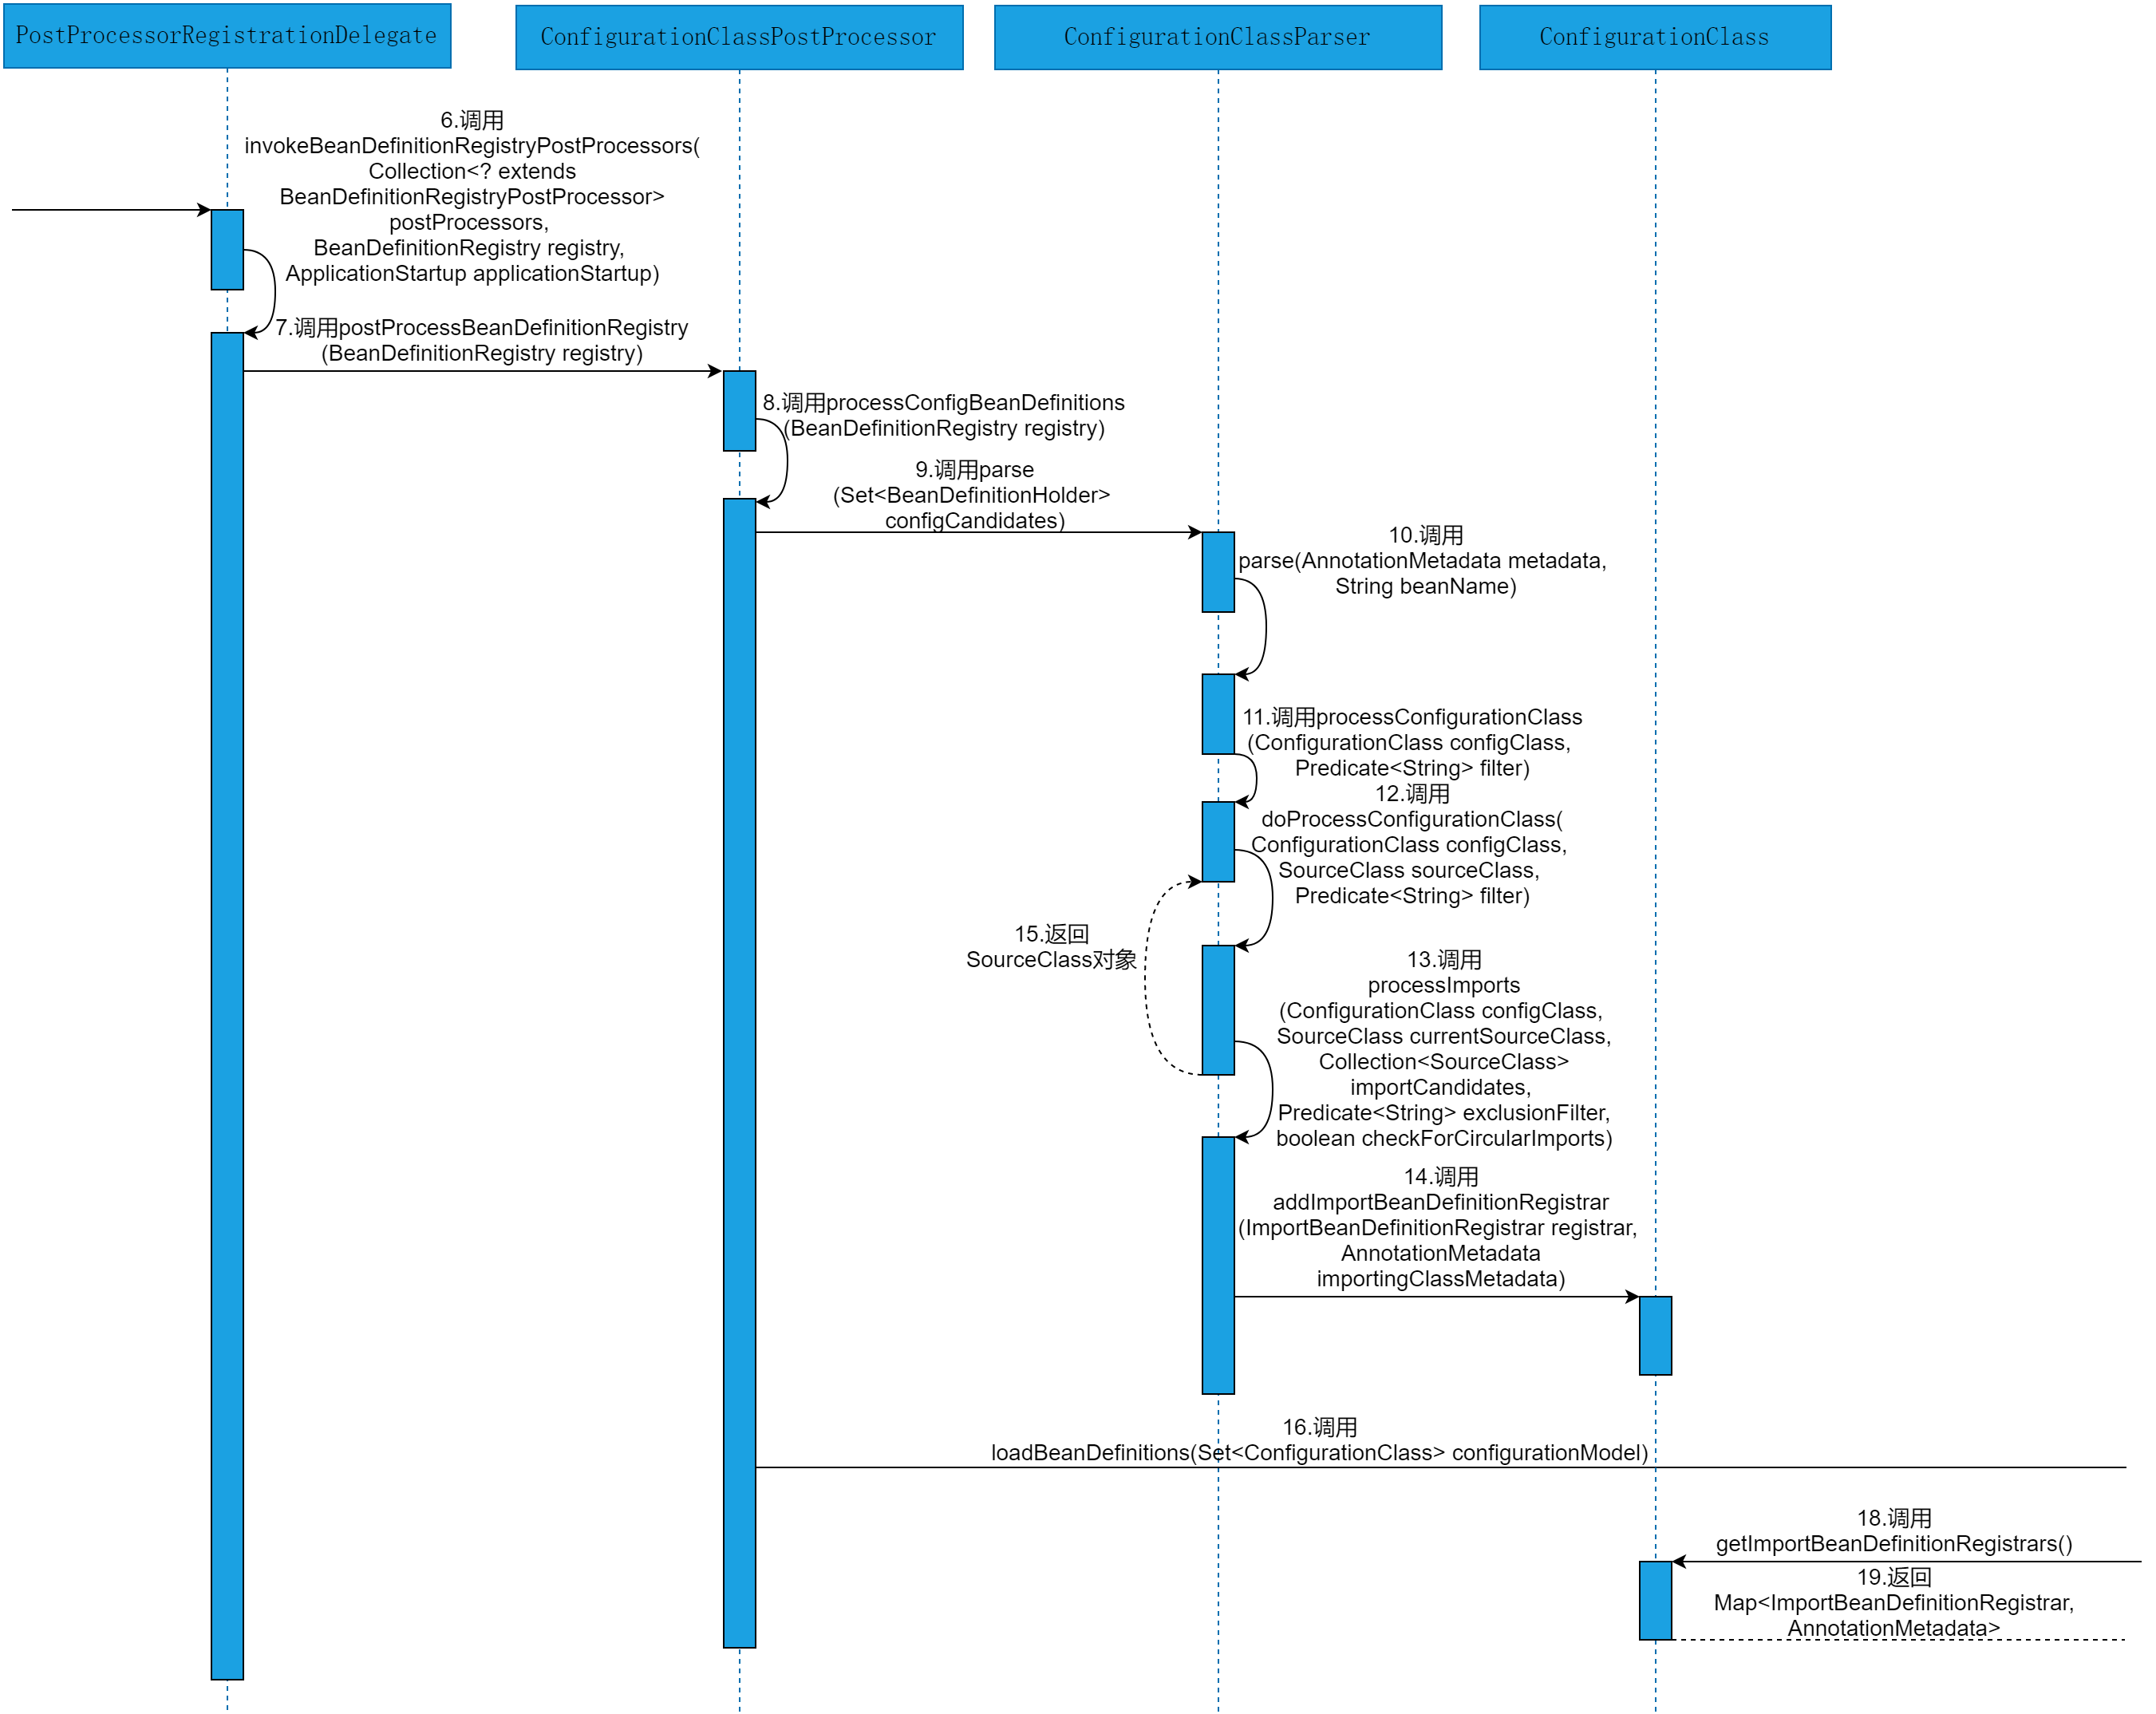 PostProcessorRegistrationDelegate
ConfigurationClassPostProcessor
ConfigurationClassParser
ConfigurationClass
6.调用
invokeBeanDefinitionRegistryPostProcessors(
Collection<? extends
BeanDefinitionRegistryPostProcessor>
postProcessors,
BeanDefinitionRegistry registry,
ApplicationStartup applicationStartup)
7.调用postProcessBeanDefinitionRegistry
(BeanDefinitionRegistry registry)
8.调用processConfigBeanDefinitions
(BeanDefinitionRegistry registry)
9.调用parse
(Set<BeanDefinitionHolder>
configCandidates)
10.调用
parse(AnnotationMetadata metadata,
String beanName)
11.调用processConfigurationClass
(ConfigurationClass configClass,
Predicate<String> filter)
12.调用
doProcessConfigurationClass(
ConfigurationClass configClass,
SourceClass sourceClass,
Predicate<String> filter)
15.返回
SourceClass对象
13.调用
processImports
(ConfigurationClass configClass,
SourceClass currentSourceClass,
Collection<SourceClass>
importCandidates,
Predicate<String> exclusionFilter,
boolean checkForCircularImports)
14.调用
addImportBeanDefinitionRegistrar
(ImportBeanDefinitionRegistrar registrar,
AnnotationMetadata
importingClassMetadata)
16.调用
loadBeanDefinitions(Set<ConfigurationClass> configurationModel)
18.调用
getImportBeanDefinitionRegistrars()
19.返回
Map<ImportBeanDefinitionRegistrar,
AnnotationMetadata>